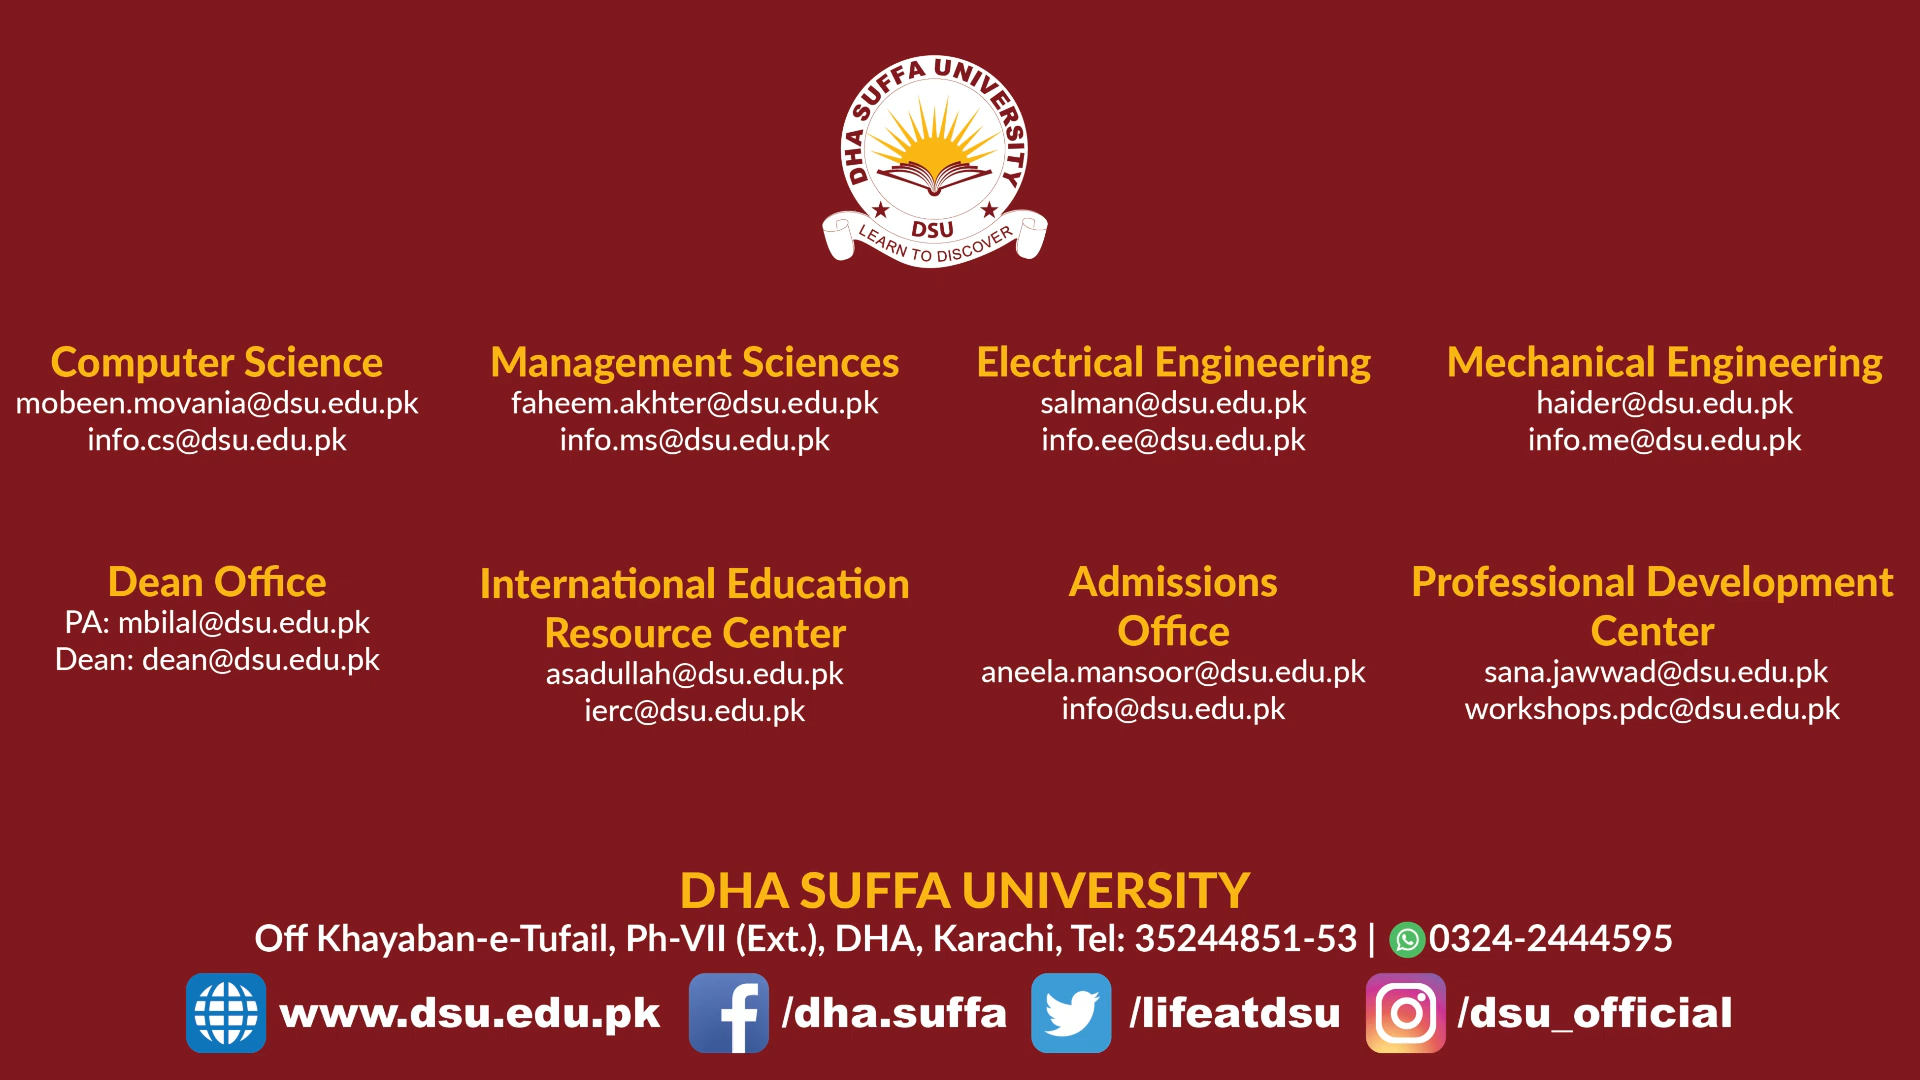 DHA SUFFA UNIVERSITY
DSU
LEARN TO DISCOVER
Computer Science
mobeen.movania@dsu.edu.pk
info.cs@dsu.edu.pk
Management Sciences
faheem.akhter@dsu.edu.pk
info.ms@dsu.edu.pk
Electrical Engineering
salman@dsu.edu.pk
info.ee@dsu.edu.pk
Mechanical Engineering
haider@dsu.edu.pk
info.me@dsu.edu.pk
Dean Office
PA: mbilal@dsu.edu.pk
Dean: dean@dsu.edu.pk
International Education
Resource Center
asadullah@dsu.edu.pk
ierc@dsu.edu.pk
Admissions
Office
aneela.mansoor@dsu.edu.pk
info@dsu.edu.pk
Professional Development
Center
sana.jawwad@dsu.edu.pk
workshops.pdc@dsu.edu.pk
DHA SUFFA UNIVERSITY
Off Khayaban-e-Tufail, Ph-VII (Ext.), DHA, Karachi, Tel: 35244851-53 | 0324-2444595
www.dsu.edu.pk /dha.suffa /lifeatdsu /dsu_official